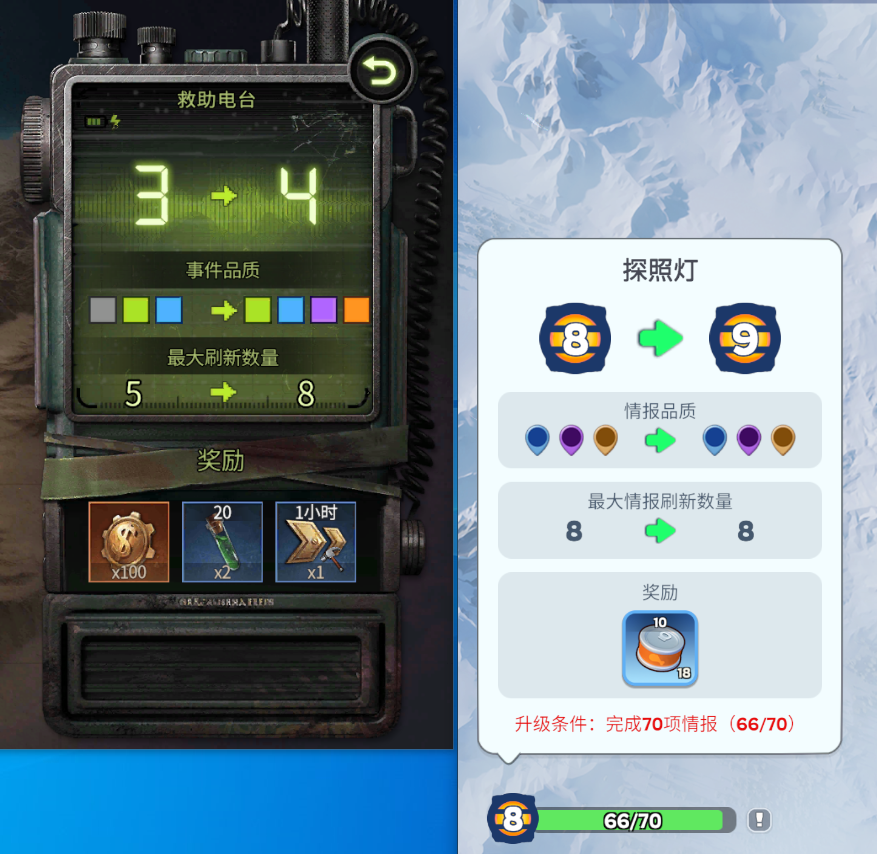 救助电台
3 4
事件品质
最大刷新数量
5 8
奖励
20 1小时
x100 x2 x1
探照灯
8 9
情报品质
最大情报刷新数量
8 8
奖励
10
18
升级条件：完成70项情报（66/70）
8 66/70 !